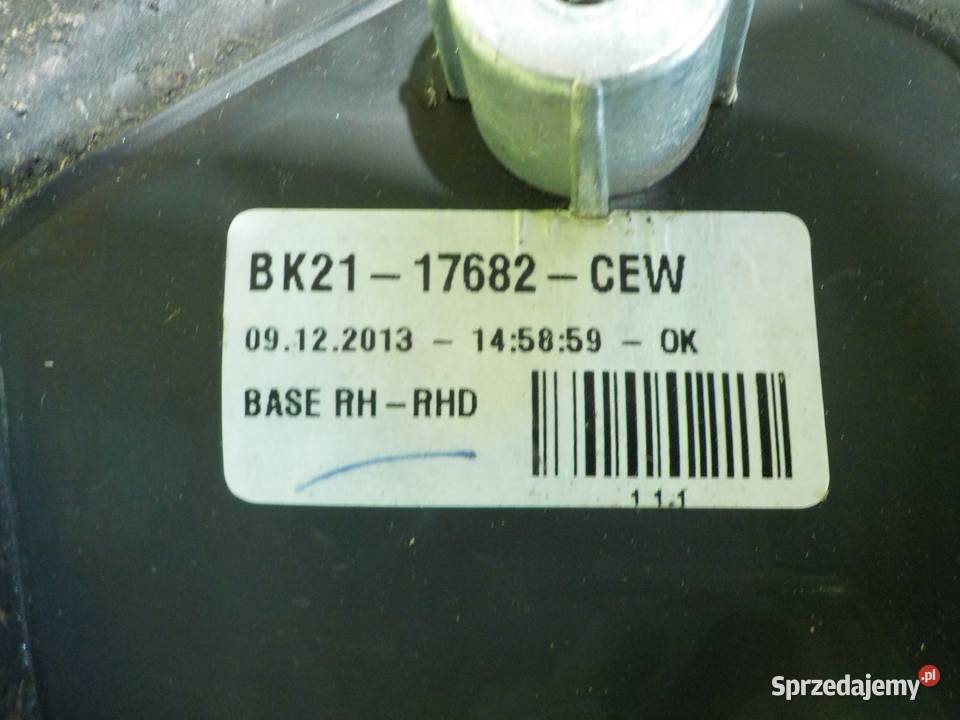 BK21-17682-CEW
09.12.2013 - 14:58:59 - OK
BASE RH-RHD
1 1.1
Sprzedajemy.pl